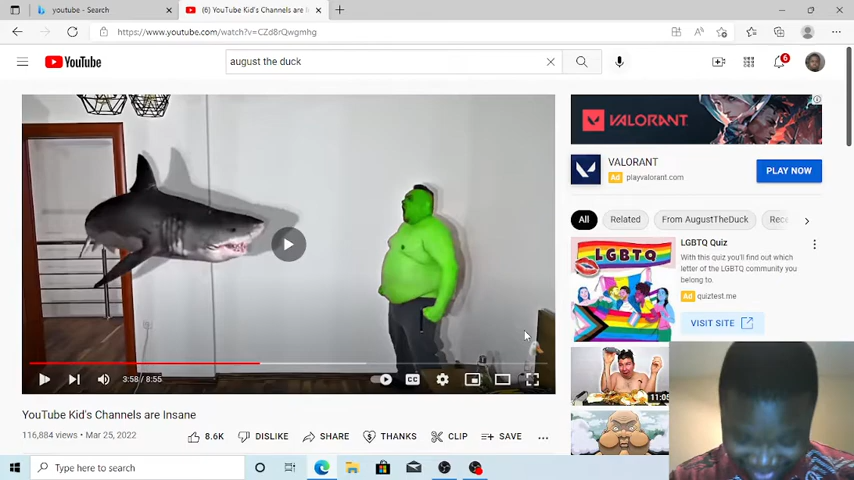 youtube - Search
(6) YouTube Kid's Channels are I
https://www.youtube.com/watch?v=CZd8rQwgmhg
YouTube
august the duck
6
VALORANT
VALORANT
Ad playvalorant.com
PLAY NOW
All
Related
From AugustTheDuck
Rece
LGBTQ
LGBTQ Quiz
With this quiz you'll find out which
letter of the LGBTQ community you
belong to.
Ad quiztest.me
VISIT SITE
11:05
3:58 / 8:55
CC
YouTube Kid's Channels are Insane
116,884 views • Mar 25, 2022
8.6K
DISLIKE
SHARE
THANKS
CLIP
SAVE
Type here to search